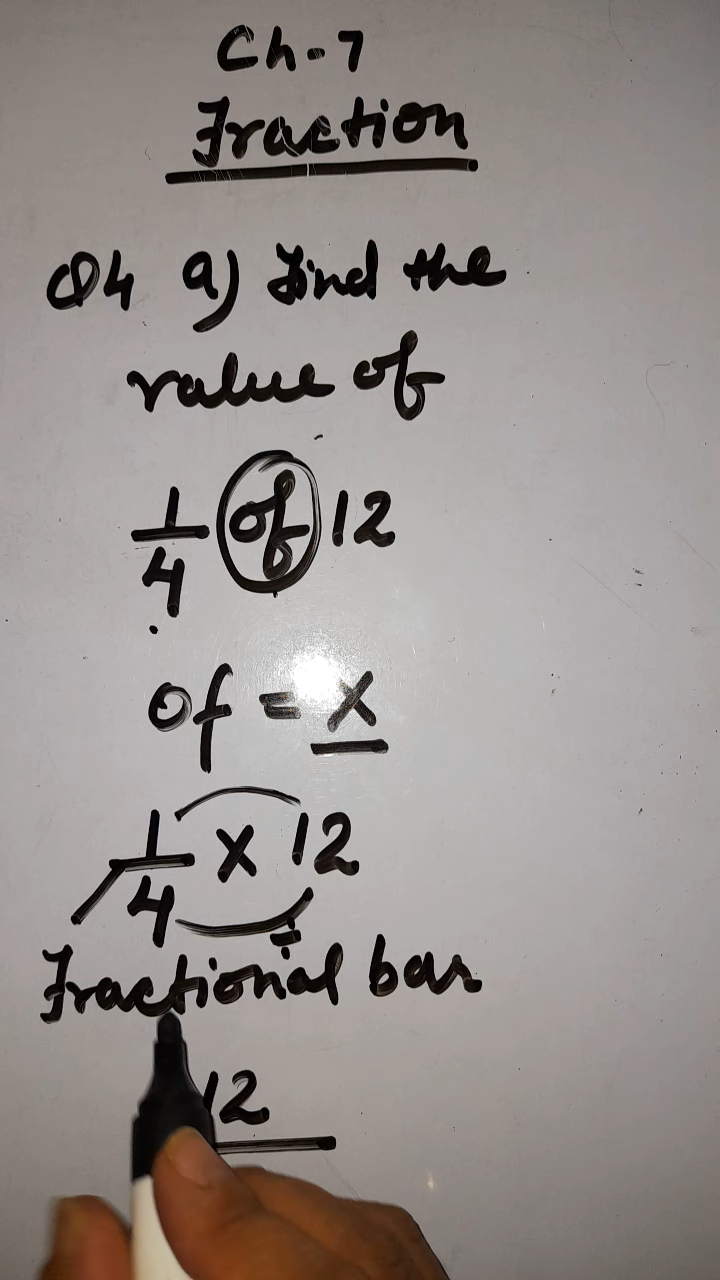 Ch-7
Fraction
Q4 a) Find the
value of
1/4 of 12
of = x
1/4 x 12
÷
Fractional bar
12